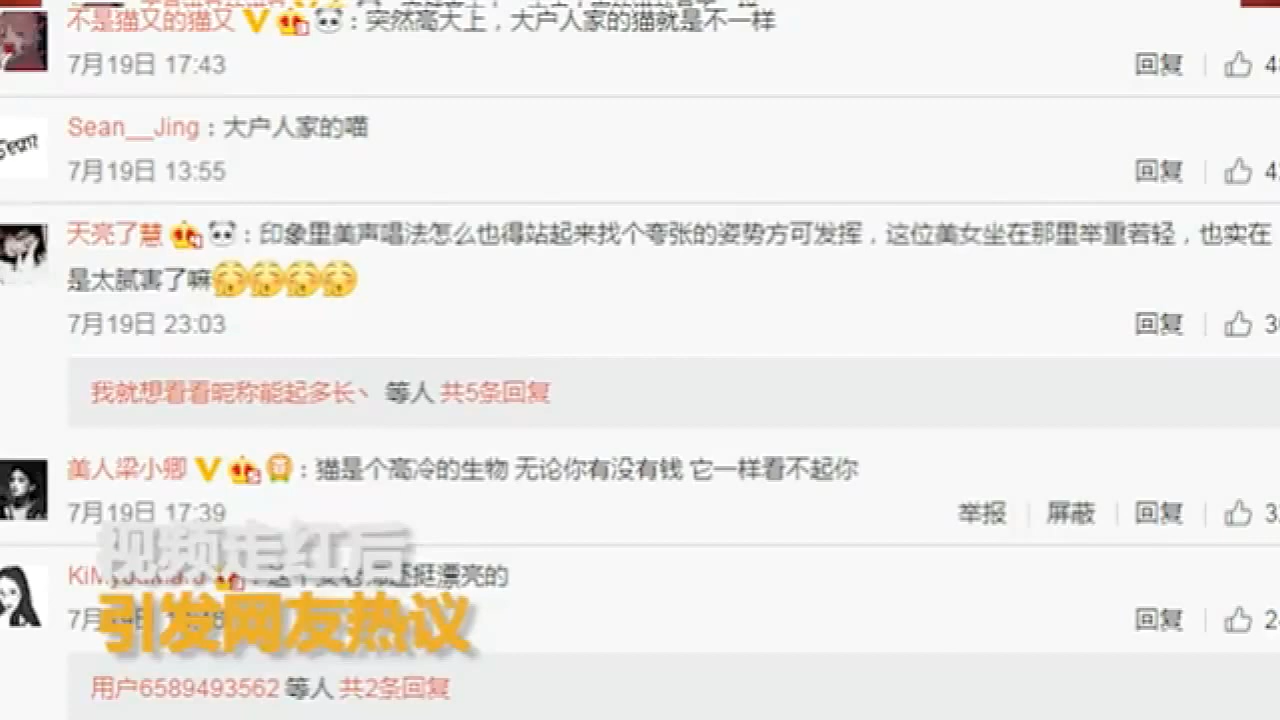 不是猫又的猫又：突然高大上，大户人家的猫就是不一样
7月19日 17:43
回复
Sean__Jing：大户人家的喵
7月19日 13:55
回复
天亮了慧：印象里美声唱法怎么也得站起来找个夸张的姿势方可发挥，这位美女坐在那里举重若轻，也实在
是太腻害了嘛
7月19日 23:03
回复
我就想看看昵称能起多长丶 等人 共5条回复
美人梁小卿：猫是个高冷的生物 无论你有没有钱 它一样看不起你
7月19日 17:39
举报 屏蔽 回复
还挺漂亮的
视频走红后
引发网友热议
回复
用户6589493562 等人 共2条回复